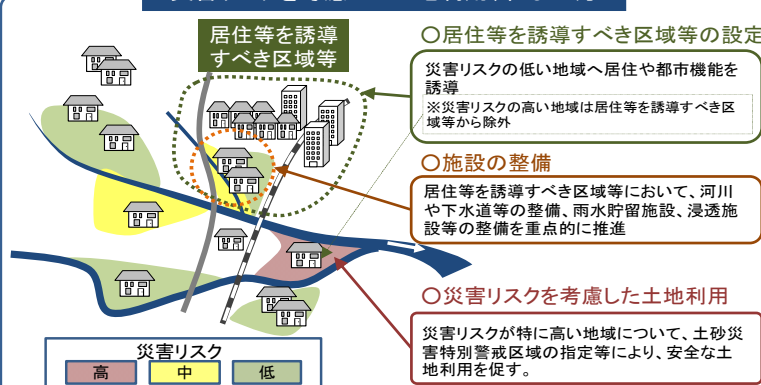 居住等を誘導
すべき区域等
〇居住等を誘導すべき区域等の設定
災害リスクの低い地域へ居住や都市機能を
誘導
※災害リスクの高い地域は居住等を誘導すべき区
域等から除外
〇施設の整備
居住等を誘導すべき区域等において、河川
や下水道等の整備、雨水貯留施設、浸透施
設等の整備を重点的に推進
〇災害リスクを考慮した土地利用
災害リスクが特に高い地域について、土砂災
害特別警戒区域の指定等により、安全な土
地利用を促す。
災害リスク
高
中
低